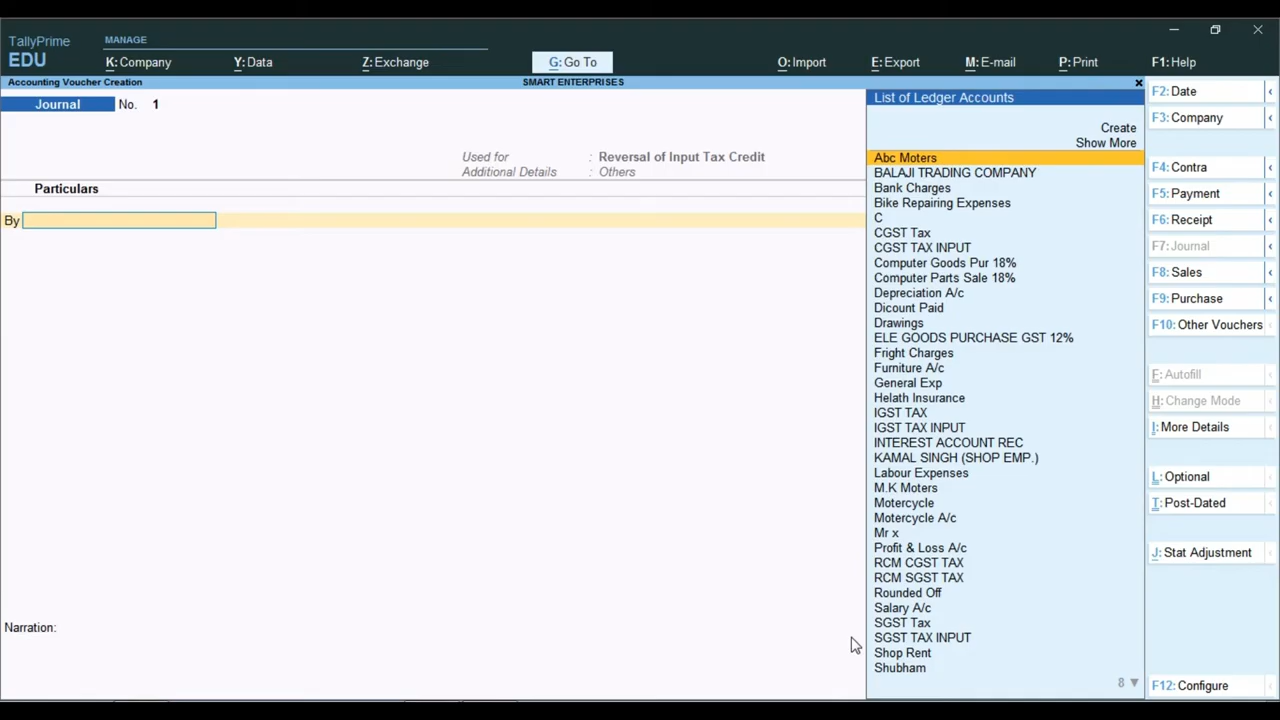 TallyPrime
EDU
MANAGE
K: Company
Y: Data
Z: Exchange
G: Go To
O: Import
E: Export
M: E-mail
P: Print
F1: Help
Accounting Voucher Creation
SMART ENTERPRISES
Journal No. 1
Used for : Reversal of Input Tax Credit
Additional Details : Others
Particulars
By
Narration:
List of Ledger Accounts
Create
Show More
Abc Moters
BALAJI TRADING COMPANY
Bank Charges
Bike Repairing Expenses
C
CGST Tax
CGST TAX INPUT
Computer Goods Pur 18%
Computer Parts Sale 18%
Depreciation A/c
Dicount Paid
Drawings
ELE GOODS PURCHASE GST 12%
Fright Charges
Furniture A/c
General Exp
Helath Insurance
IGST TAX
IGST TAX INPUT
INTEREST ACCOUNT REC
KAMAL SINGH (SHOP EMP.)
Labour Expenses
M.K Moters
Motercycle
Motercycle A/c
Mr x
Profit & Loss A/c
RCM CGST TAX
RCM SGST TAX
Rounded Off
Salary A/c
SGST Tax
SGST TAX INPUT
Shop Rent
Shubham
8 ▼
F2: Date
F3: Company
F4: Contra
F5: Payment
F6: Receipt
F7: Journal
F8: Sales
F9: Purchase
F10: Other Vouchers
F: Autofill
H: Change Mode
I: More Details
L: Optional
T: Post-Dated
J: Stat Adjustment
F12: Configure